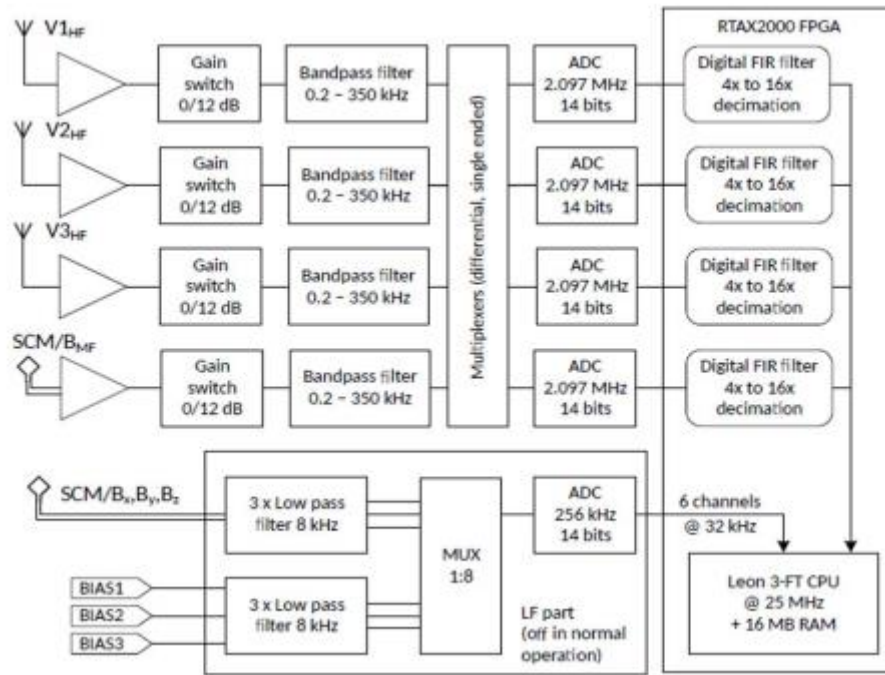 RTAX2000 FPGA
V1HF
Gain
switch
0/12 dB
Bandpass filter
0.2 – 350 kHz
ADC
2.097 MHz
14 bits
Digital FIR filter
4x to 16x
decimation
V2HF
Gain
switch
0/12 dB
Bandpass filter
0.2 – 350 kHz
ADC
2.097 MHz
14 bits
Digital FIR filter
4x to 16x
decimation
V3HF
Gain
switch
0/12 dB
Bandpass filter
0.2 – 350 kHz
ADC
2.097 MHz
14 bits
Digital FIR filter
4x to 16x
decimation
SCM/BMF
Gain
switch
0/12 dB
Bandpass filter
0.2 – 350 kHz
ADC
2.097 MHz
14 bits
Digital FIR filter
4x to 16x
decimation
Multiplexers (differential, single ended)
SCM/Bx,By,Bz
3 x Low pass
filter 8 kHz
MUX
1:8
ADC
256 kHz
14 bits
6 channels
@ 32 kHz
BIAS1
BIAS2
BIAS3
3 x Low pass
filter 8 kHz
LF part
(off in normal
operation)
Leon 3-FT CPU
@ 25 MHz
+ 16 MB RAM